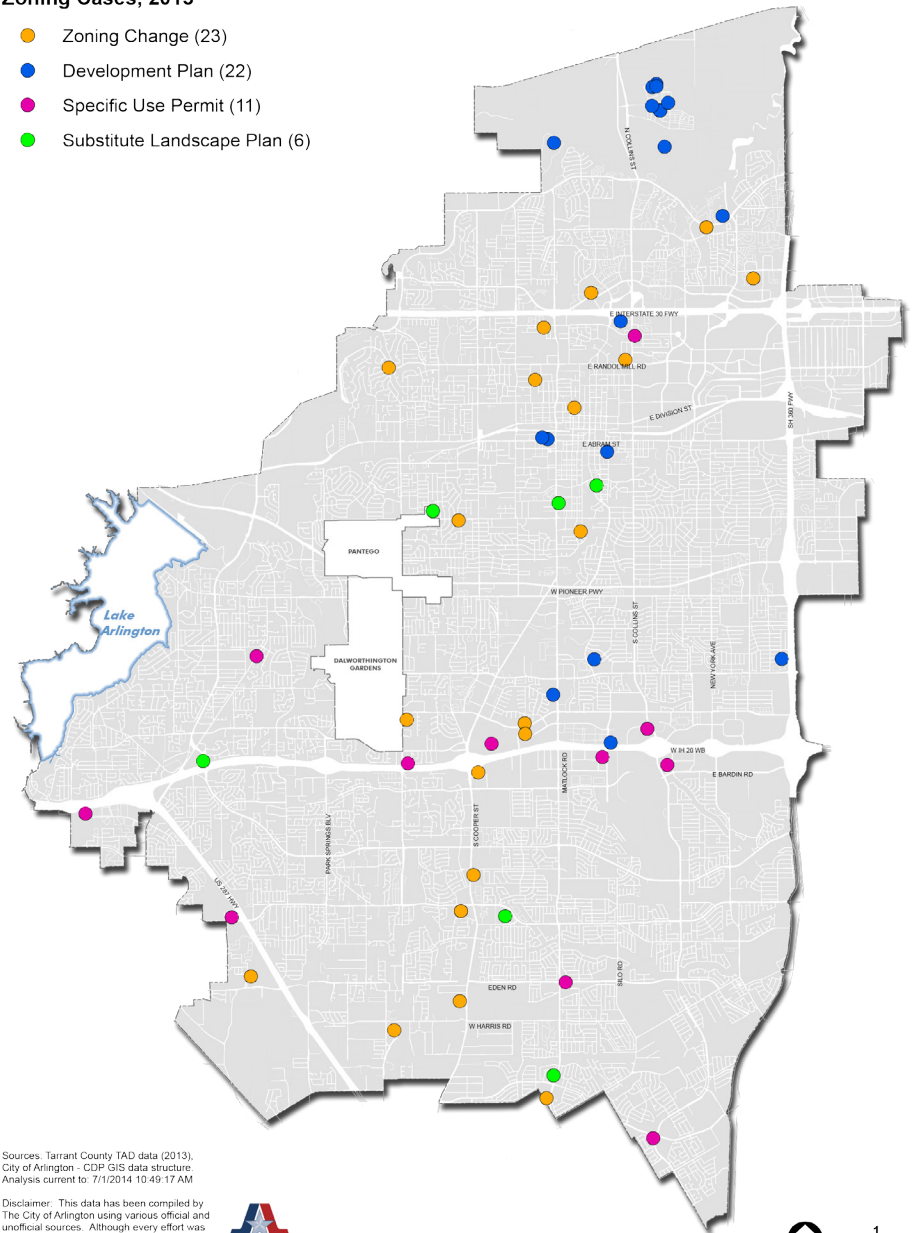 Zoning Cases, 2013
Zoning Change (23)
Development Plan (22)
Specific Use Permit (11)
Substitute Landscape Plan (6)
N COLLINS ST
E INTERSTATE 30 FWY
E RANDOL MILL RD
E DIVISION ST
SH 360 FWY
E ABRAM ST
PANTEGO
W PIONEER PWY
Lake
Arlington
S COLLINS ST
NEW YORK AVE
DALWORTHINGTON
GARDENS
W IH 20 WB
MATLOCK RD
E BARDIN RD
S COOPER ST
PARK SPRINGS BLV
US 287 HWY
SILO RD
EDEN RD
W HARRIS RD
Sources: Tarrant County TAD data (2013),
City of Arlington - CDP GIS data structure.
Analysis current to: 7/1/2014 10:49:17 AM
Disclaimer: This data has been compiled by
The City of Arlington using various official and
unofficial sources. Although every effort was
1